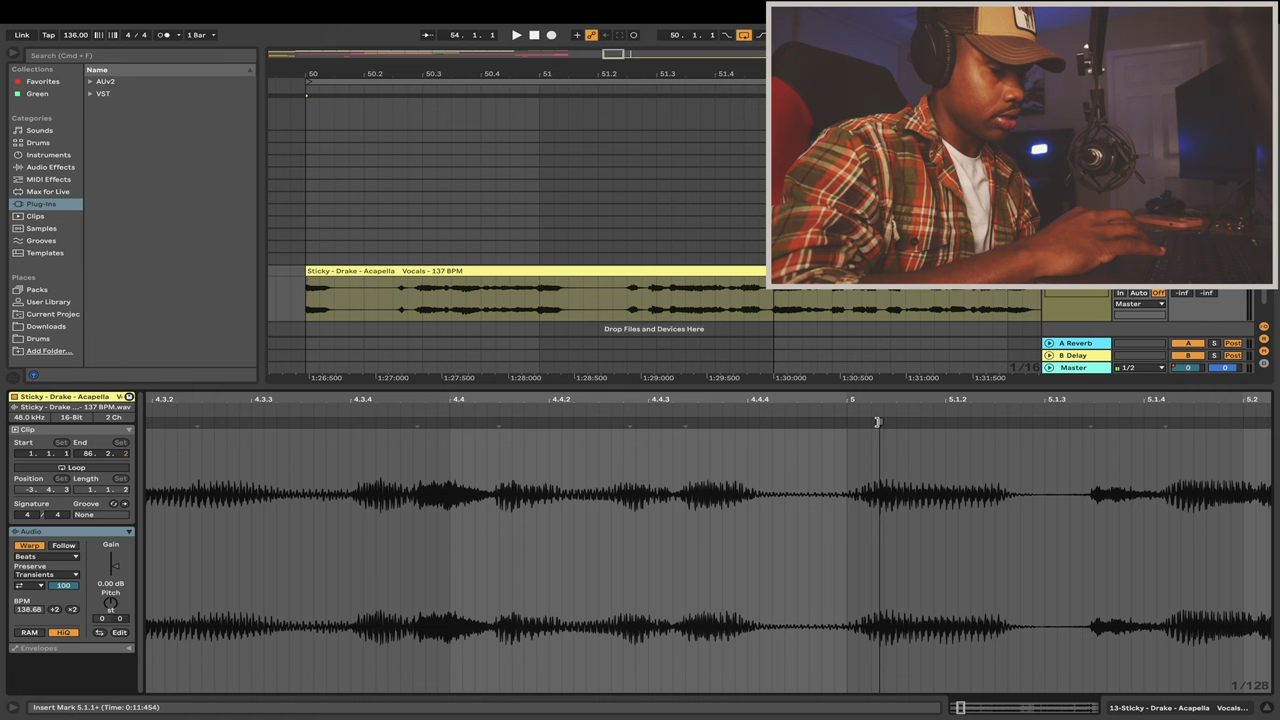 Link Tap 136.00 4 / 4 1 Bar 54. 1. 1 50. 1. 1
Search (Cmd + F)
Collections
Favorites
Green
Categories
Sounds
Drums
Instruments
Audio Effects
MIDI Effects
Max for Live
Plug-Ins
Clips
Samples
Grooves
Templates
Places
Packs
User Library
Current Projec
Downloads
Drums
Add Folder...
Name
AUv2
VST
50 50.2 50.3 50.4 51 51.2 51.3 51.4
Sticky - Drake - Acapella Vocals - 137 BPM
Drop Files and Devices Here
1/16
1:26:500 1:27:000 1:27:500 1:28:000 1:28:500 1:29:000 1:29:500 1:30:000 1:30:500 1:31:000 1:31:500
In Auto Off -inf -inf
Master
A Reverb A S Post
B Delay B S Post
Master 1/2 0 0
Sticky - Drake - Acapella V
Sticky - Drake ...- 137 BPM.wav
48.0 kHz 16-Bit 2 Ch
Clip
Start Set End Set
1. 1. 1 86. 2. 2
Loop
Position Set Length Set
-3. 4. 3 1. 1. 2
Signature Groove
4 / 4 None
Audio
Warp Follow Gain
Beats
Preserve
Transients
100 0.00 dB
BPM Pitch
138.68 ÷2 ×2 st
0 0
RAM HiQ Edit
Envelopes
4.3.2 4.3.3 4.3.4 4.4 4.4.2 4.4.3 4.4.4 5 5.1.2 5.1.3 5.1.4 5.2
1/128
Insert Mark 5.1.1+ (Time: 0:11:454)
13-Sticky - Drake - Acapella Vocals...